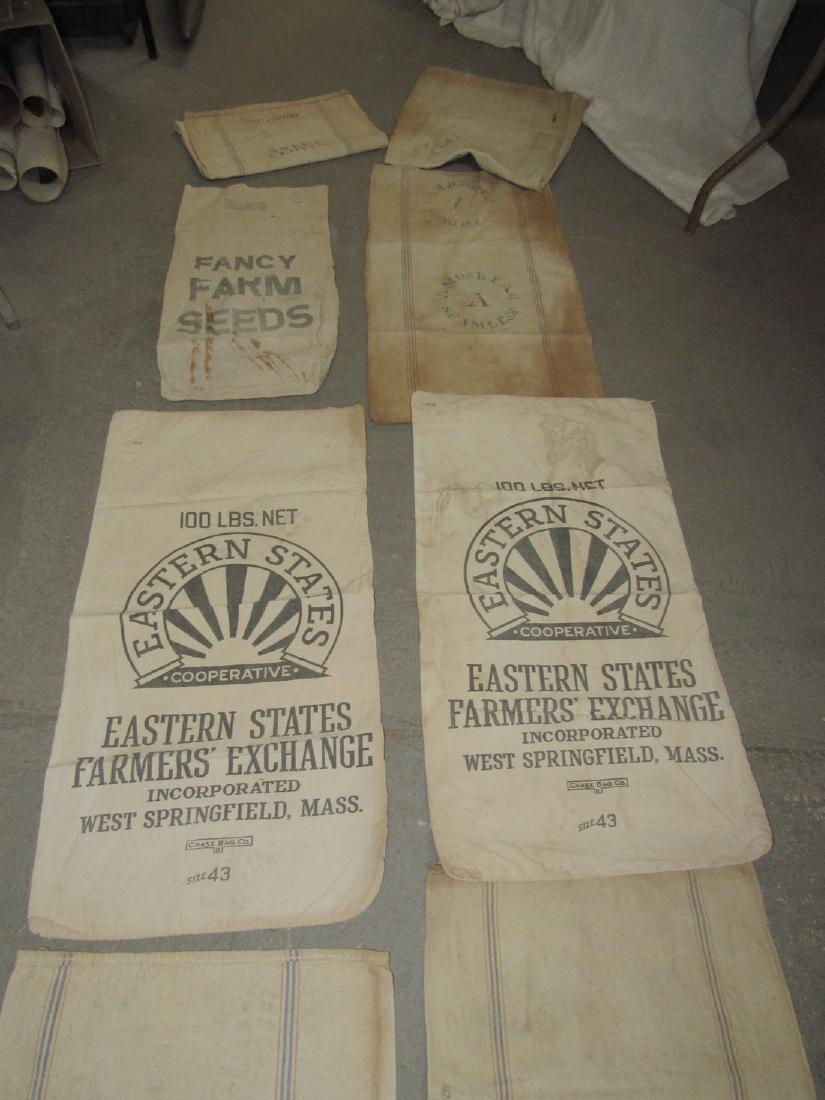 FANCY
FARM
SEEDS
AMOSKEAG
A
SEAMLESS
100 LBS. NET
EASTERN STATES
· COOPERATIVE ·
EASTERN STATES
FARMERS' EXCHANGE
INCORPORATED
WEST SPRINGFIELD, MASS.
CHASE BAG CO.
SIZE 43
100 LBS. NET
EASTERN STATES
· COOPERATIVE ·
EASTERN STATES
FARMERS' EXCHANGE
INCORPORATED
WEST SPRINGFIELD, MASS.
CHASE BAG CO.
SIZE 43